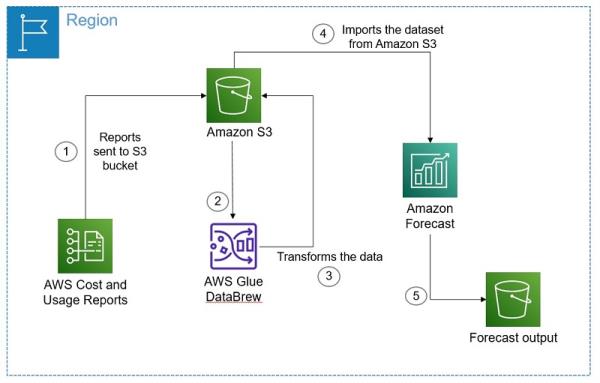 Region
4
Imports the dataset
from Amazon S3
Amazon S3
1
Reports
sent to S3
bucket
2
Amazon
Forecast
AWS Cost and
Usage Reports
AWS Glue
DataBrew
Transforms the data
3
5
Forecast output